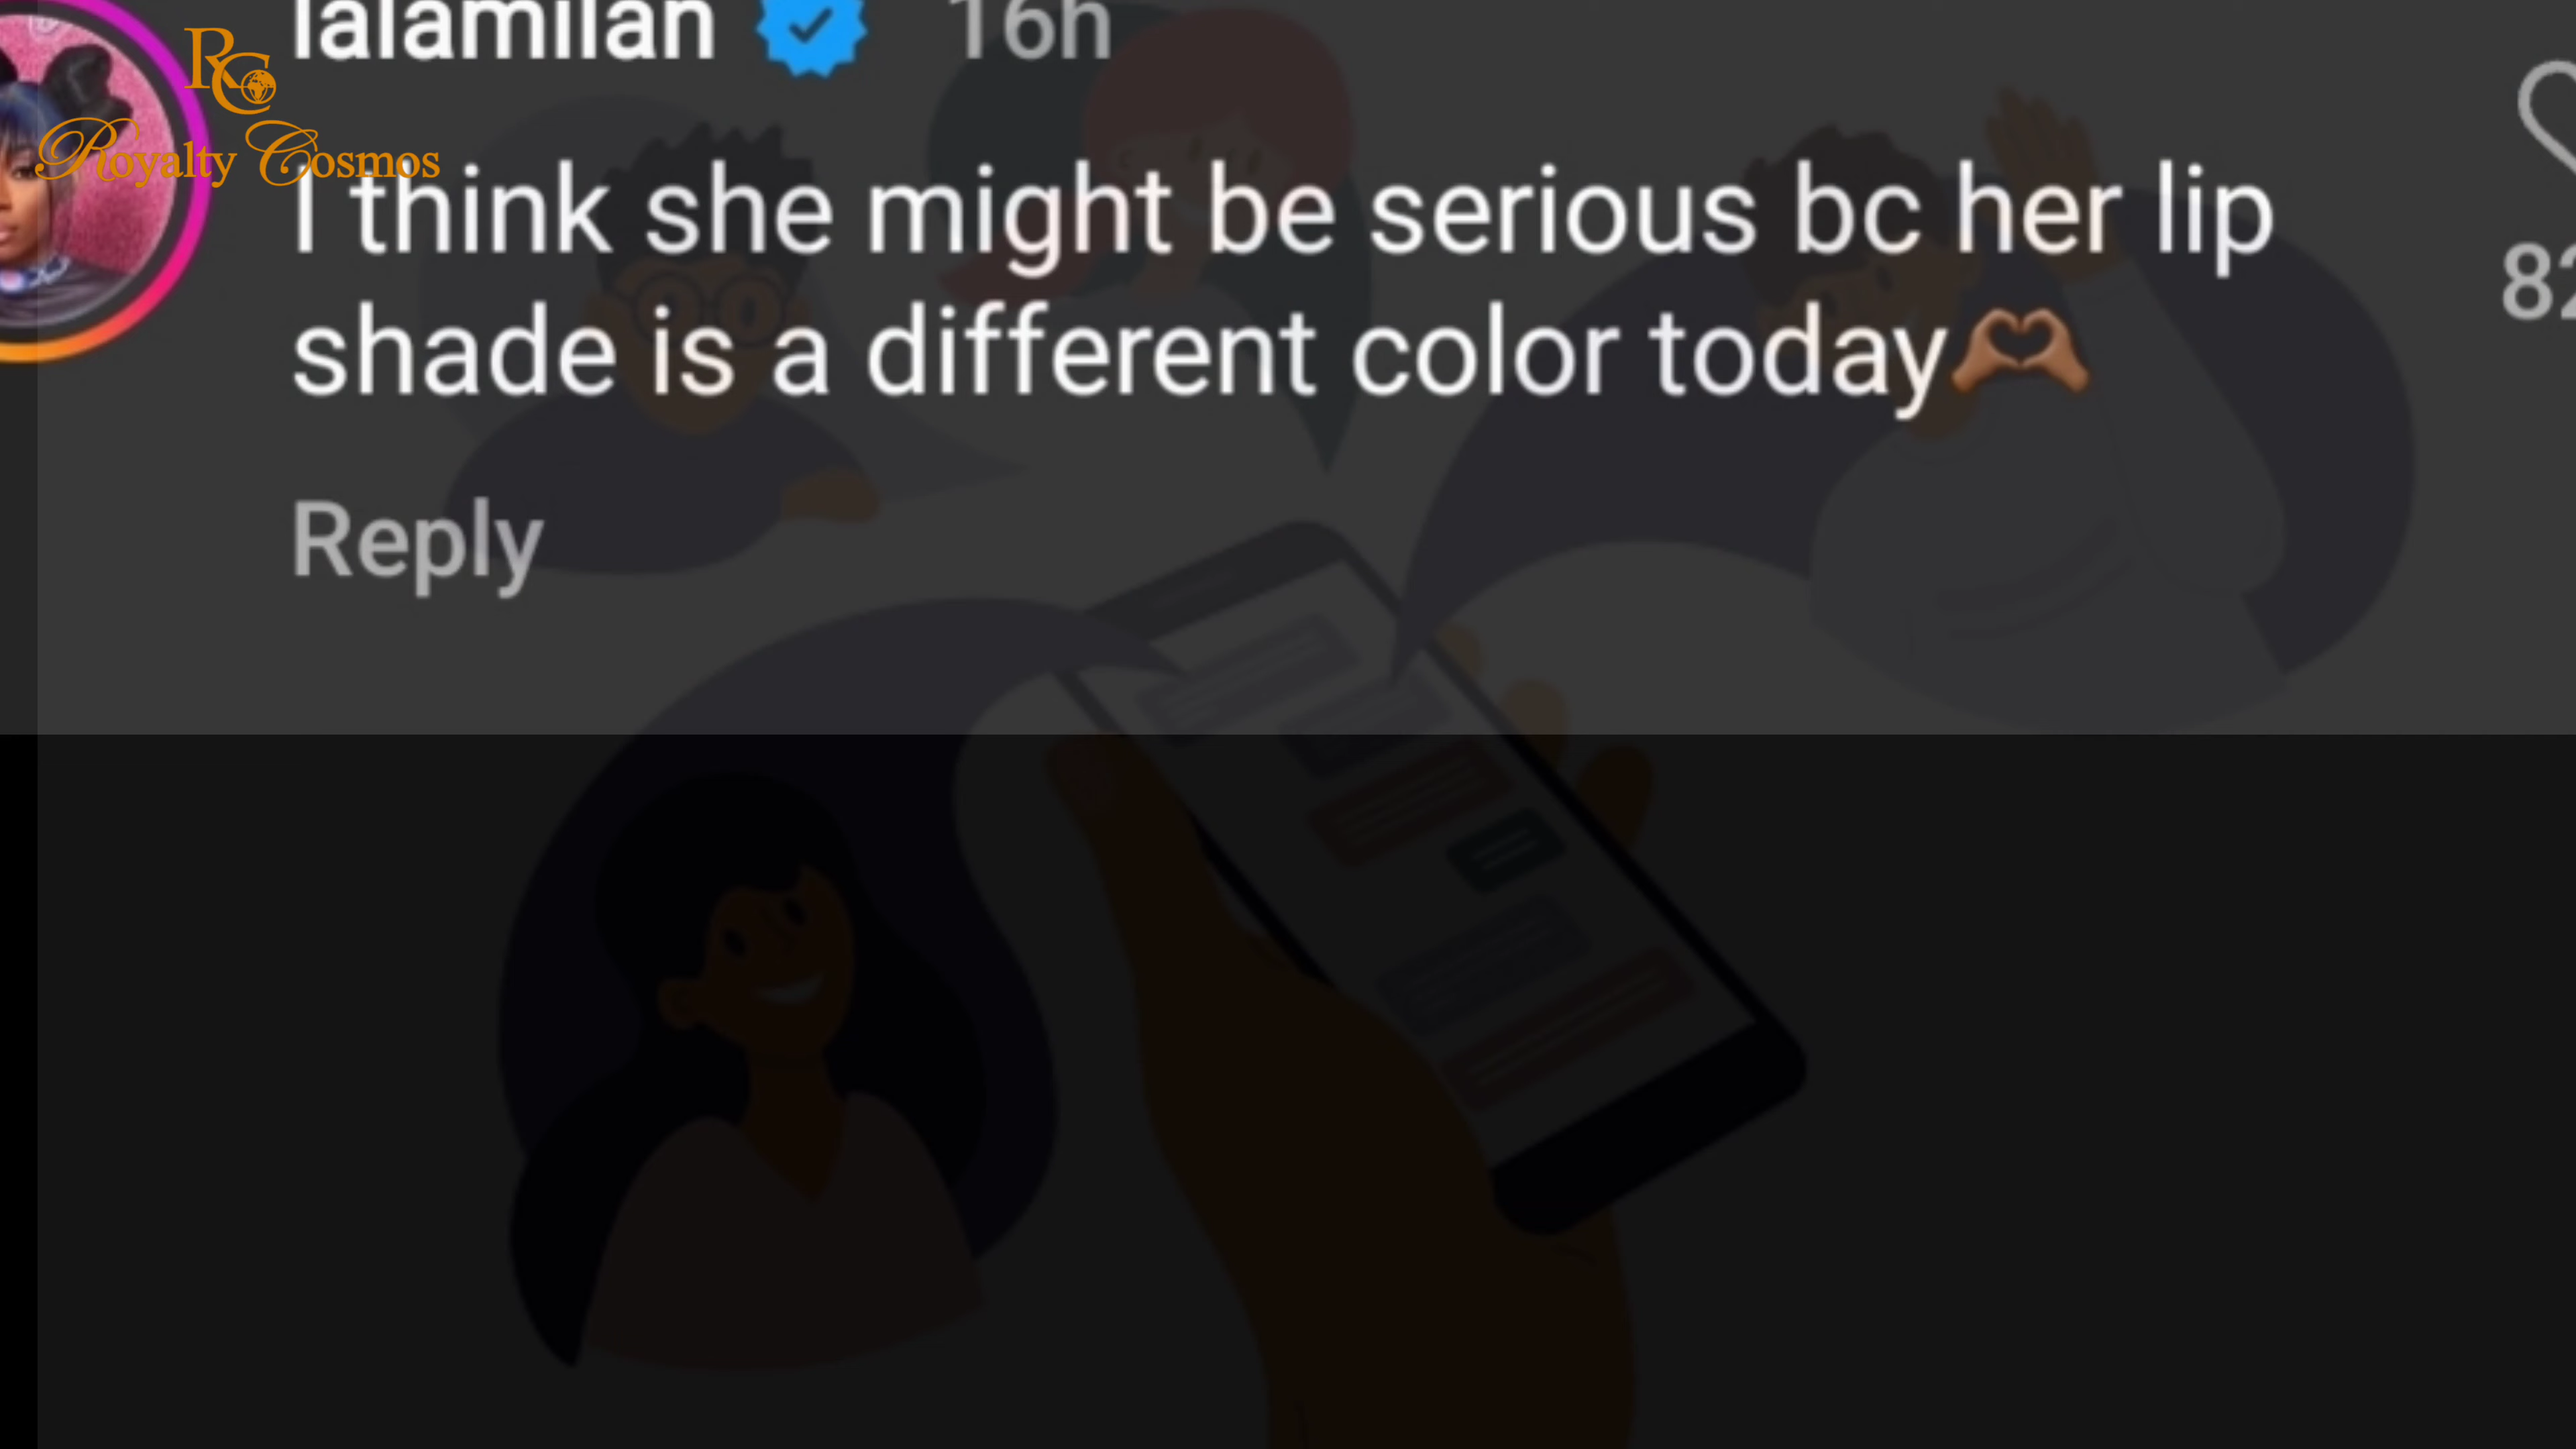 lalamilan 16h
RC
Royalty Cosmos
I think she might be serious bc her lip
shade is a different color today🫶🏾
82
Reply